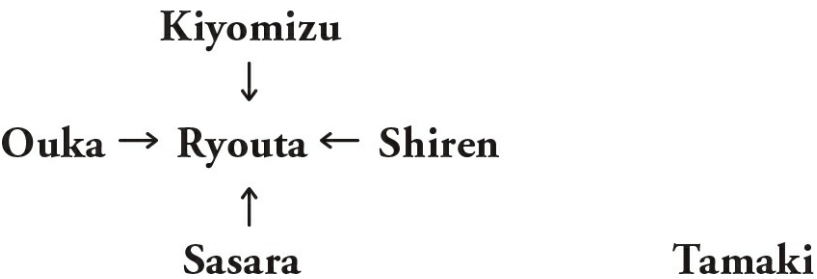 Kiyomizu
↓
Ouka → Ryouta ← Shiren
↑
Sasara Tamaki